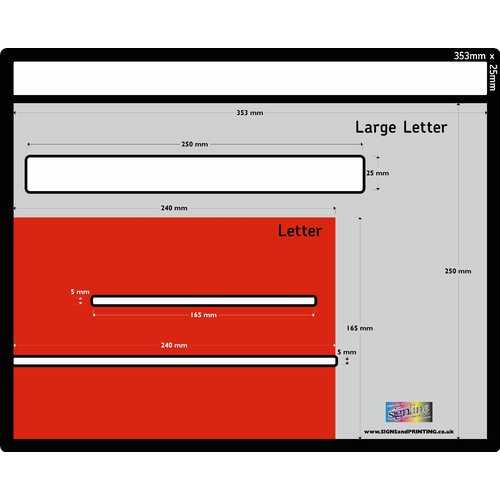 353mm x
25mm
353 mm
Large Letter
250 mm
25 mm
240 mm
Letter
250 mm
5 mm
165 mm
165 mm
240 mm
5 mm
signling
www.SIGNSandPRINTING.co.uk